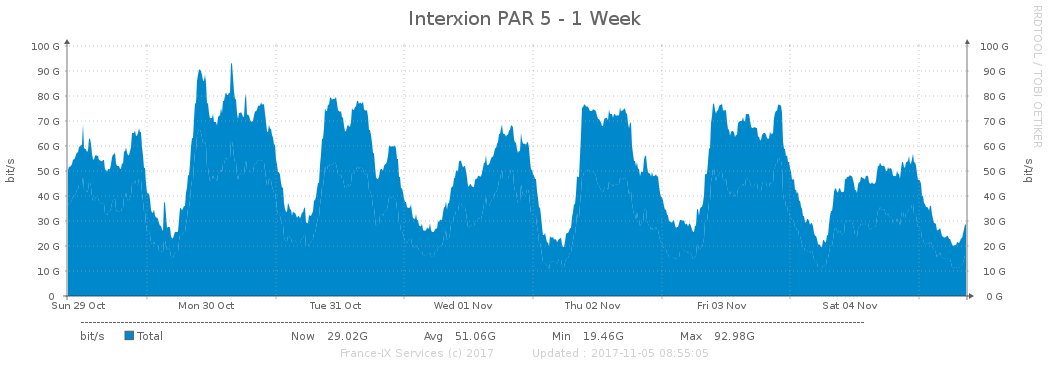 Interxion PAR 5 - 1 Week
RRDTOOL / TOBI OETIKER
bit/s
bit/s
100 G 100 G
90 G 90 G
80 G 80 G
70 G 70 G
60 G 60 G
50 G 50 G
40 G 40 G
30 G 30 G
20 G 20 G
10 G 10 G
0 0 G
Sun 29 Oct Mon 30 Oct Tue 31 Oct Wed 01 Nov Thu 02 Nov Fri 03 Nov Sat 04 Nov
bit/s Total Now 29.02G Avg 51.06G Min 19.46G Max 92.98G
France-IX Services (c) 2017 Updated : 2017-11-05 08:55:05